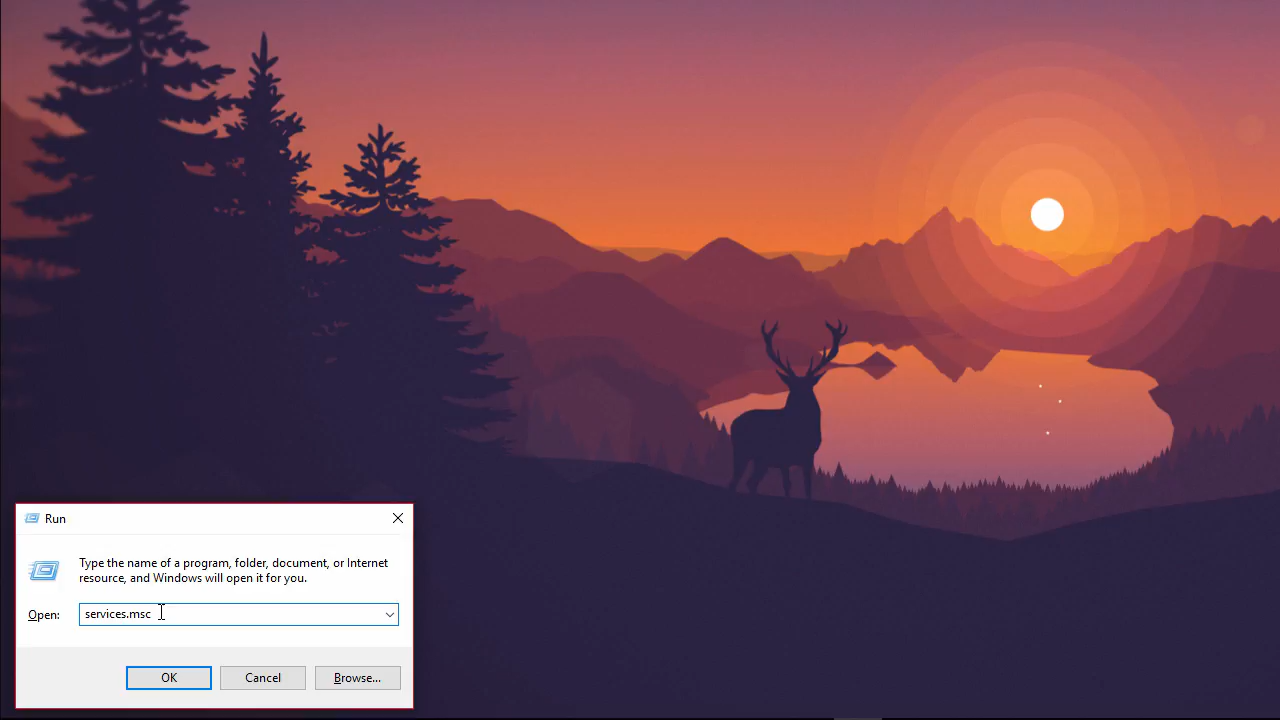 Run
Type the name of a program, folder, document, or Internet
resource, and Windows will open it for you.
Open: services.msc
OK Cancel Browse...